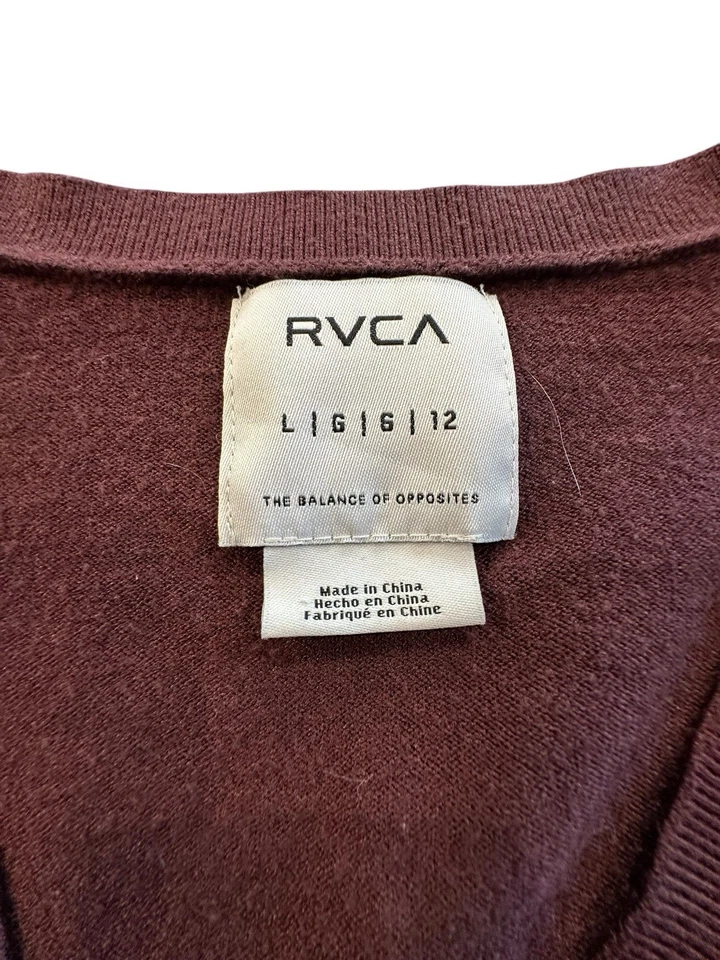 RVCA
L | G | G | 12
THE BALANCE OF OPPOSITES
Made in China
Hecho en China
Fabriqué en Chine